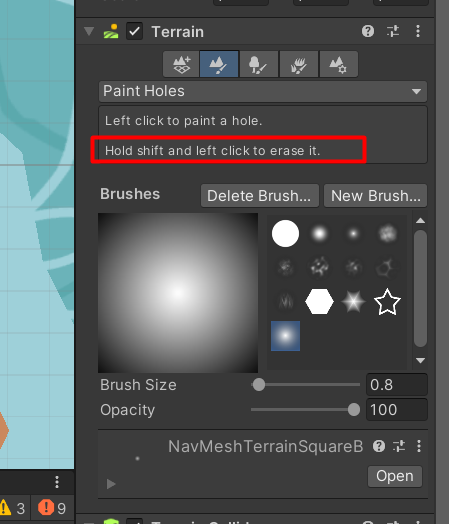 Terrain
Paint Holes
Left click to paint a hole.
Hold shift and left click to erase it.
Brushes
Delete Brush...
New Brush...
Brush Size
0.8
Opacity
100
NavMeshTerrainSquareB
Open
3
9